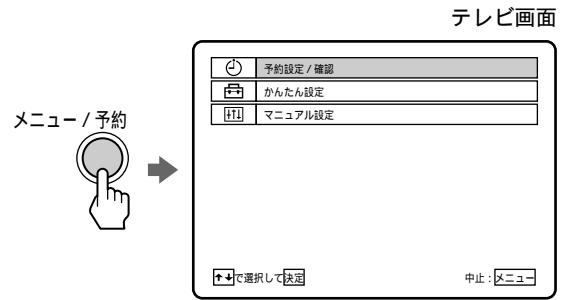 テレビ画面
メニュー / 予約
予約設定 / 確認
かんたん設定
マニュアル設定
↑↓で選択して決定
中止：メニュー